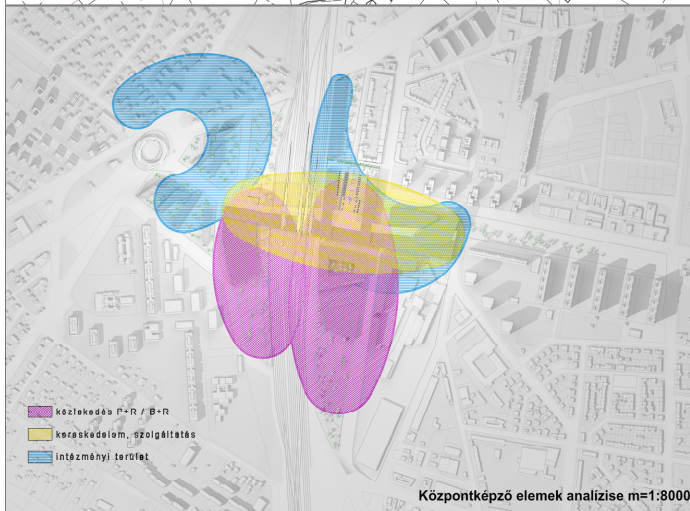 közlekedés P+R / B+R
kereskedelem, szolgáltatás
intézményi terület
Központképző elemek analízise m=1:8000